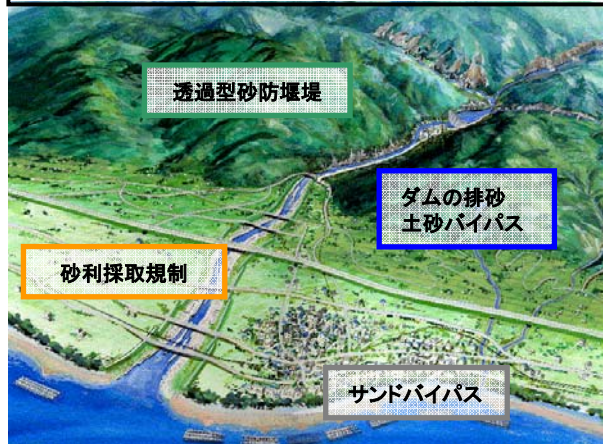 透過型砂防堰堤
ダムの排砂
土砂バイパス
砂利採取規制
サンドバイパス